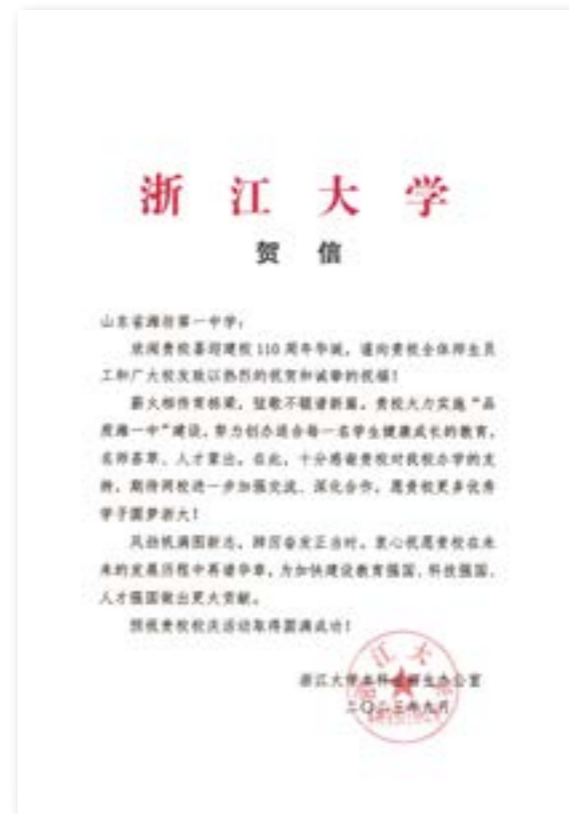 浙江大学
贺信
山东省潍坊第一中学：
欣闻贵校喜迎建校110周年华诞，谨向贵校全体师生员
工和广大校友致以热烈的祝贺和诚挚的祝福！
薪火相传育栋梁，弦歌不辍谱新篇。贵校大力实施“品
质潍一中”建设，努力创办适合每一名学生健康成长的教育，
名师荟萃、人才辈出。在此，十分感谢贵校对我校办学的支
持，期待两校进一步加强交流、深化合作，愿贵校更多优秀
学子圆梦浙大！
风劲帆满图新志，踔厉奋发正当时。衷心祝愿贵校在未
来的发展历程中再谱华章，为加快建设教育强国、科技强国、
人才强国做出更大贡献。
预祝贵校校庆活动取得圆满成功！
浙江大学本科生招生办公室
二〇二三年九月